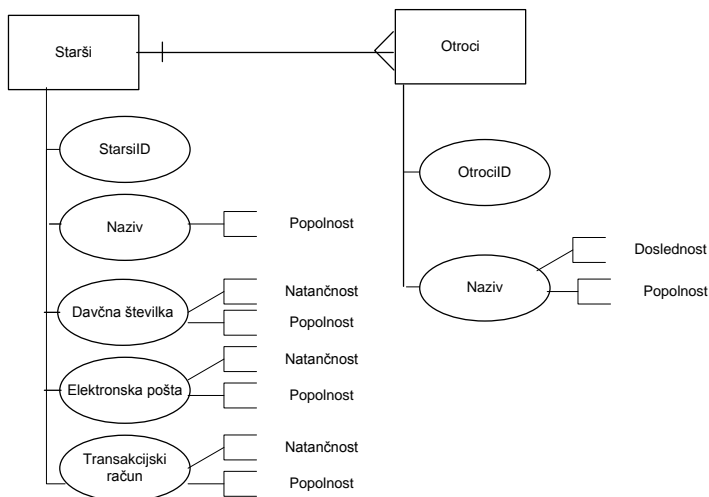 Starši
Otroci
StarsiID
OtrociID
Naziv
Popolnost
Doslednost
Naziv
Popolnost
Davčna številka
Natančnost
Popolnost
Elektronska pošta
Natančnost
Popolnost
Transakcijski
račun
Natančnost
Popolnost